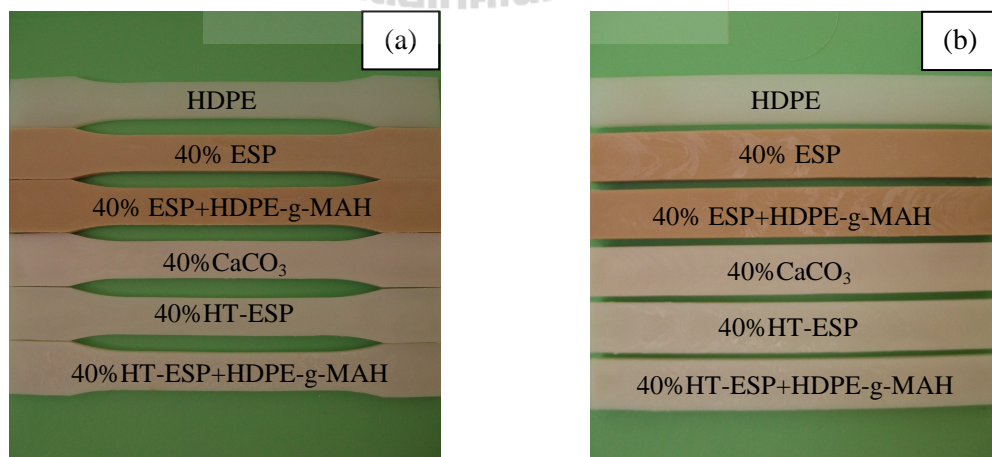 (a)
HDPE
40% ESP
40% ESP+HDPE-g-MAH
40%CaCO₃
40%HT-ESP
40%HT-ESP+HDPE-g-MAH
(b)
HDPE
40% ESP
40% ESP+HDPE-g-MAH
40%CaCO₃
40%HT-ESP
40%HT-ESP+HDPE-g-MAH